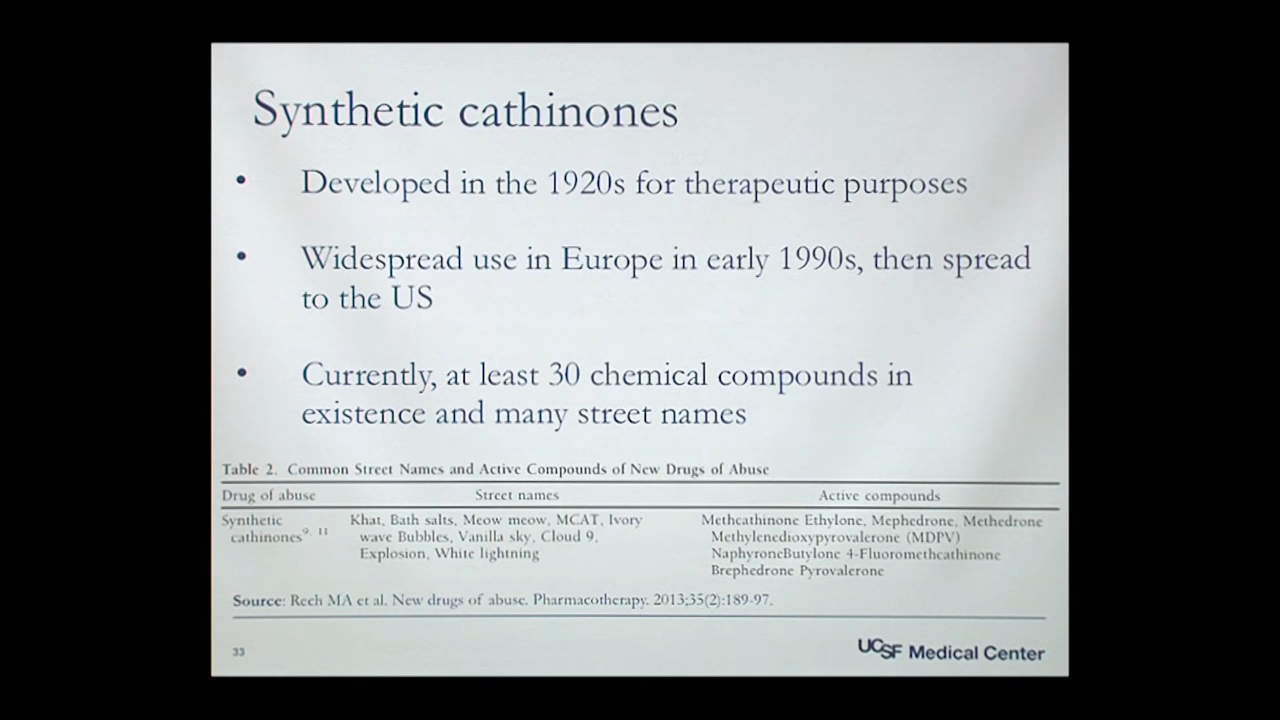 Synthetic cathinones
• Developed in the 1920s for therapeutic purposes
• Widespread use in Europe in early 1990s, then spread
to the US
• Currently, at least 30 chemical compounds in
existence and many street names
Table 2. Common Street Names and Active Compounds of New Drugs of Abuse
Drug of abuse Street names Active compounds
Synthetic Khat, Bath salts, Meow meow, MCAT, Ivory Methcathinone Ethylone, Mephedrone, Methedrone
cathinones9, 11 wave Bubbles, Vanilla sky, Cloud 9, Methylenedioxypyrovalerone (MDPV)
Explosion, White lightning NaphyroneButylone 4-Fluoromethcathinone
Brephedrone Pyrovalerone
Source: Rech MA et al. New drugs of abuse. Pharmacotherapy. 2013;35(2):189-97.
33
UCSF Medical Center